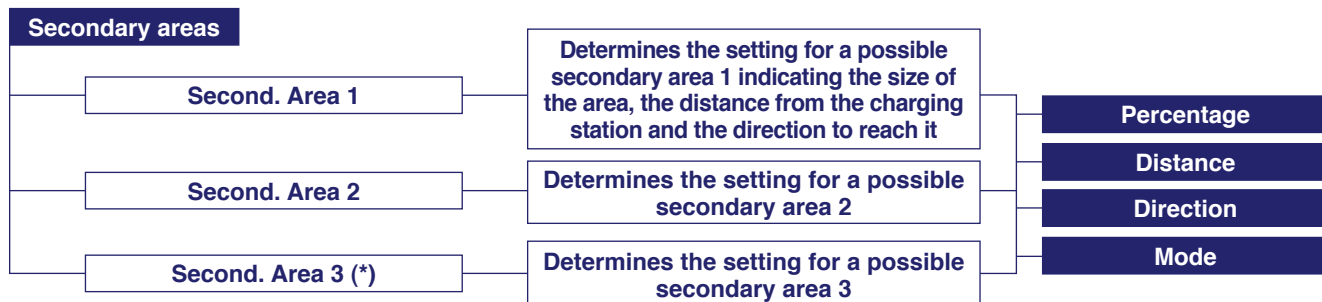 Secondary areas
Second. Area 1
Determines the setting for a possible
secondary area 1 indicating the size of
the area, the distance from the charging
station and the direction to reach it
Second. Area 2
Determines the setting for a possible
secondary area 2
Second. Area 3 (*)
Determines the setting for a possible
secondary area 3
Percentage
Distance
Direction
Mode